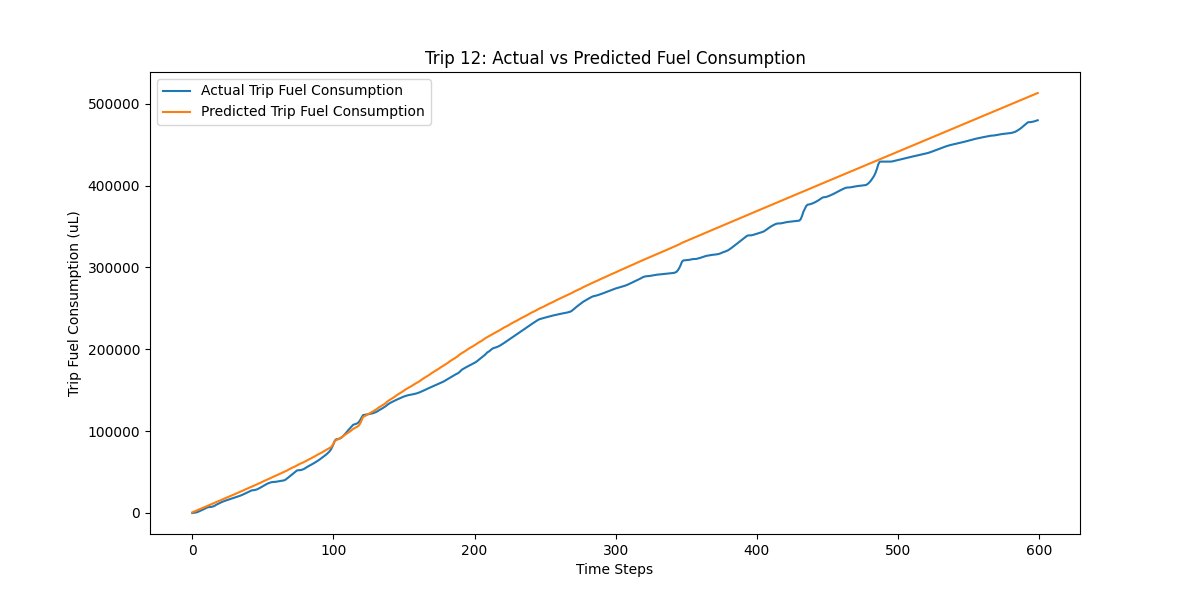 Trip 12: Actual vs Predicted Fuel Consumption
Actual Trip Fuel Consumption
Predicted Trip Fuel Consumption
Trip Fuel Consumption (uL)
500000
400000
300000
200000
100000
0
0 100 200 300 400 500 600
Time Steps